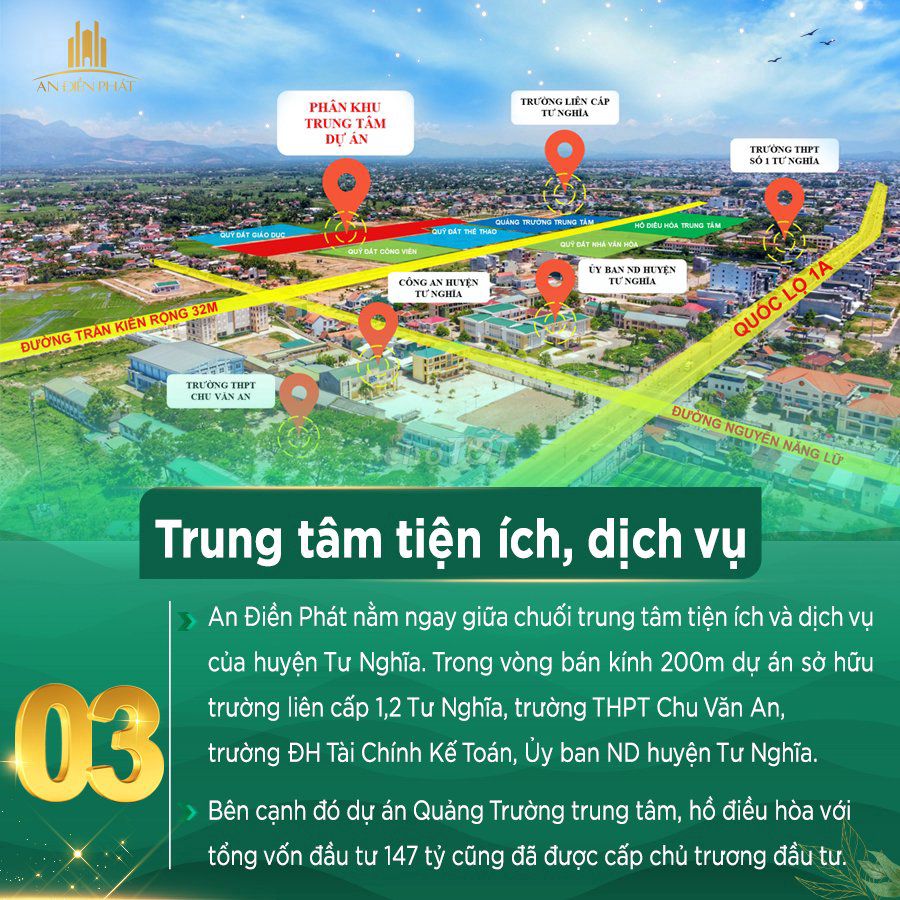 AN ĐIỀN PHÁT
PHÂN KHU
TRUNG TÂM
DỰ ÁN
TRƯỜNG LIÊN CẤP
TƯ NGHĨA
TRƯỜNG THPT
SỐ 1 TƯ NGHĨA
QUỸ ĐẤT GIÁO DỤC
QUỸ ĐẤT CÔNG VIÊN
QUỸ ĐẤT THỂ THAO
QUẢNG TRƯỜNG TRUNG TÂM
HỒ ĐIỀU HÒA TRUNG TÂM
QUỸ ĐẤT NHÀ VĂN HÓA
CÔNG AN HUYỆN
TƯ NGHĨA
ỦY BAN ND HUYỆN
TƯ NGHĨA
ĐƯỜNG TRẦN KIÊN RỘNG 32M
QUỐC LỘ 1A
TRƯỜNG THPT
CHU VĂN AN
ĐƯỜNG NGUYỄN NĂNG LỮ
chợTỐT
Trung tâm tiện ích, dịch vụ
03
An Điền Phát nằm ngay giữa chuối trung tâm tiện ích và dịch vụ
của huyện Tư Nghĩa. Trong vòng bán kính 200m dự án sở hữu
trường liên cấp 1,2 Tư Nghĩa, trường THPT Chu Văn An,
trường ĐH Tài Chính Kế Toán, Ủy ban ND huyện Tư Nghĩa.
Bên cạnh đó dự án Quảng Trường trung tâm, hồ điều hòa với
tổng vốn đầu tư 147 tỷ cũng đã được cấp chủ trương đầu tư.